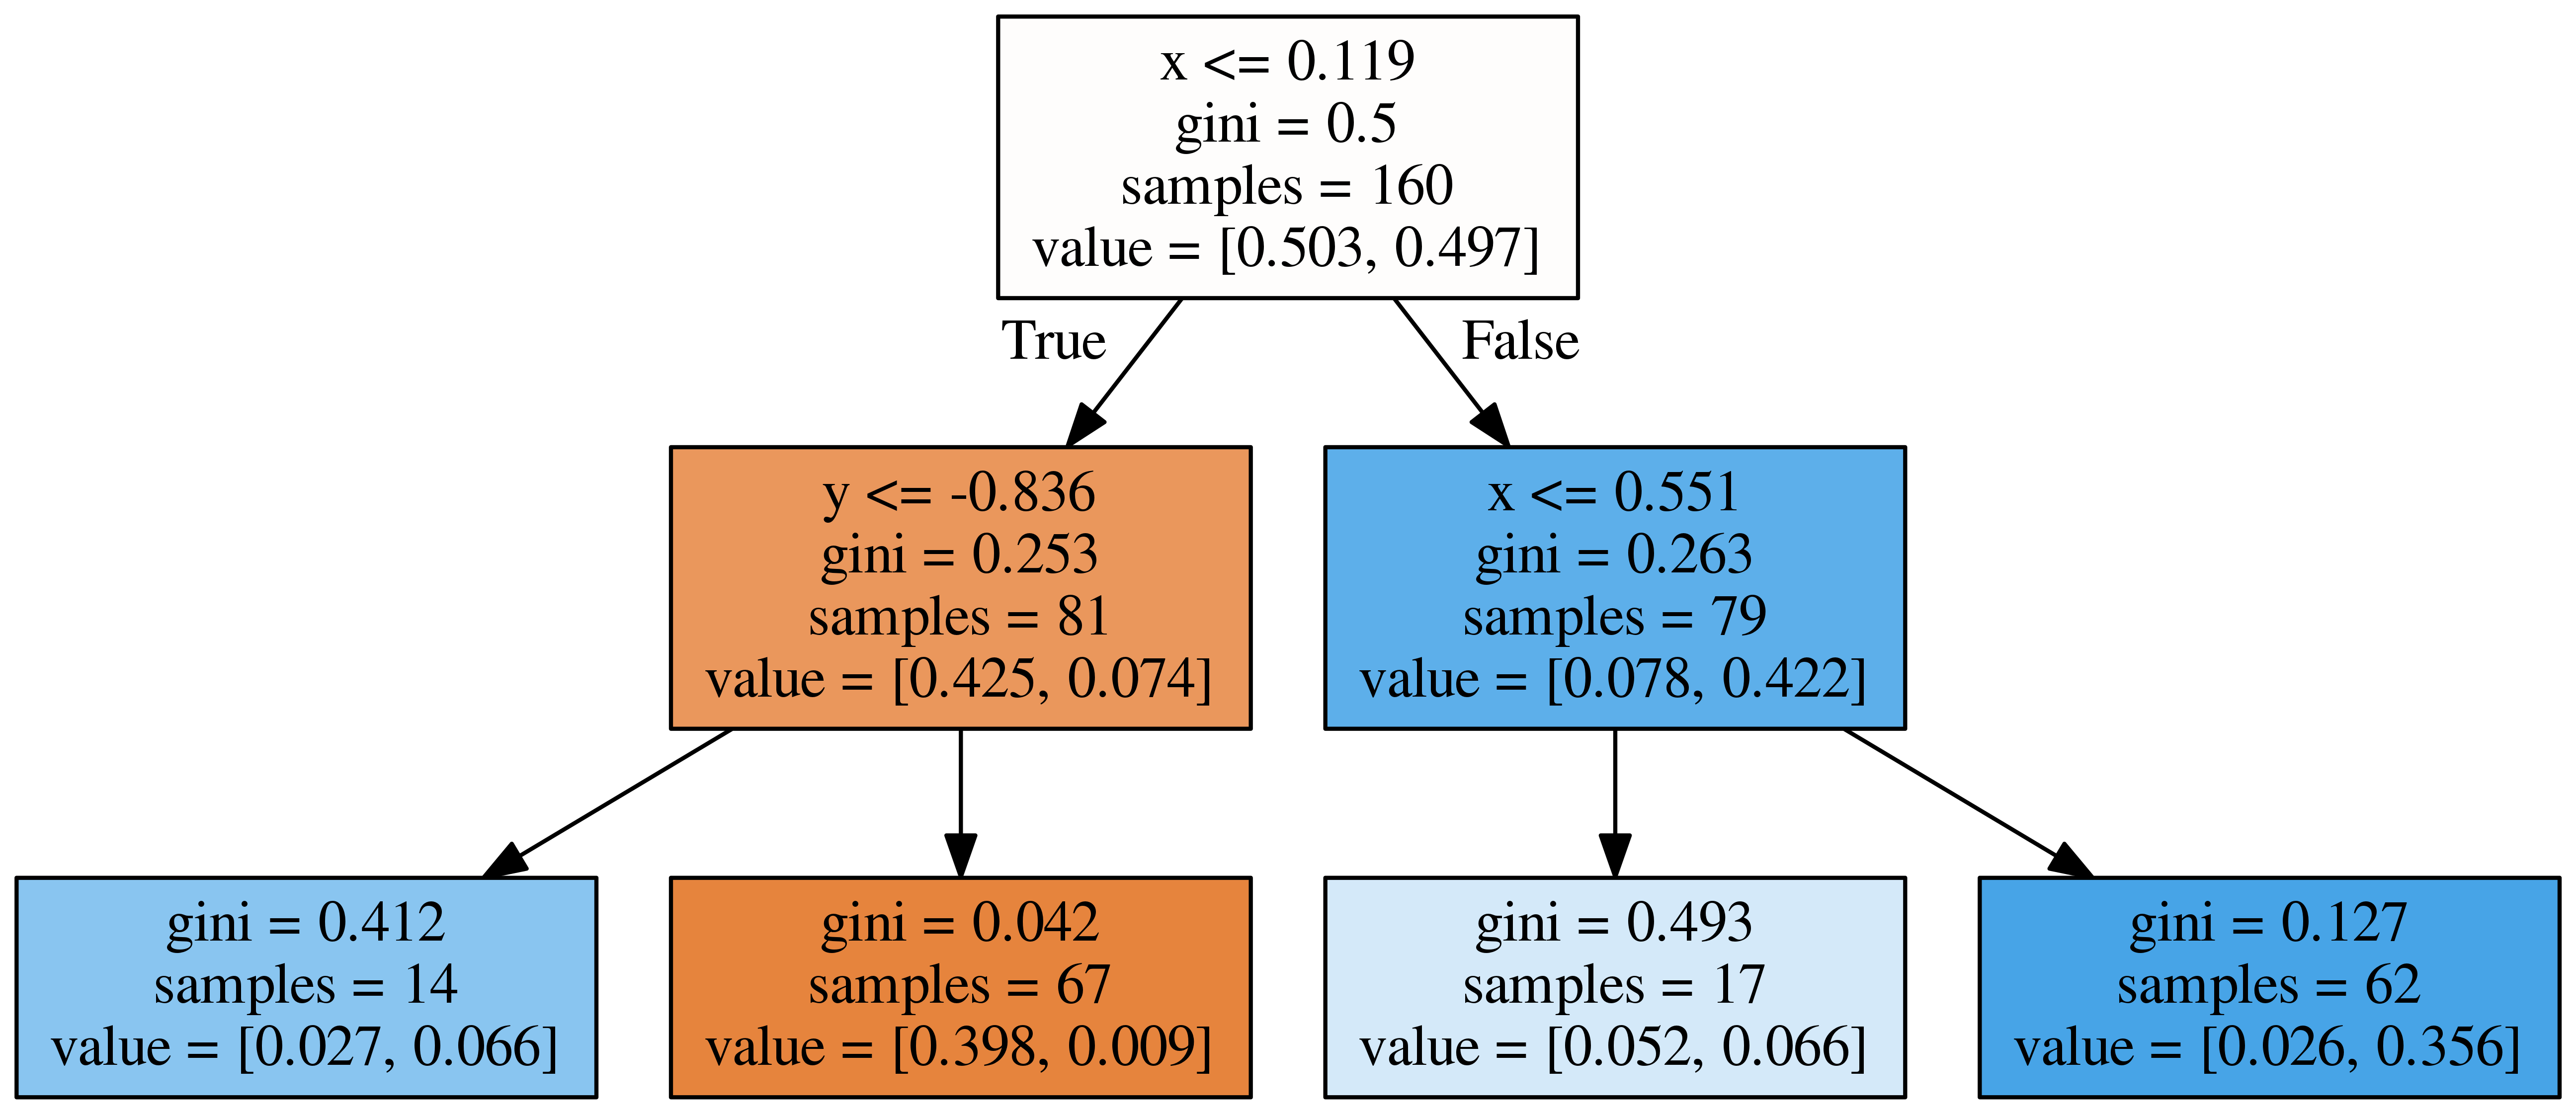 x <= 0.119
gini = 0.5
samples = 160
value = [0.503, 0.497]
True
False
y <= -0.836
gini = 0.253
samples = 81
value = [0.425, 0.074]
x <= 0.551
gini = 0.263
samples = 79
value = [0.078, 0.422]
gini = 0.412
samples = 14
value = [0.027, 0.066]
gini = 0.042
samples = 67
value = [0.398, 0.009]
gini = 0.493
samples = 17
value = [0.052, 0.066]
gini = 0.127
samples = 62
value = [0.026, 0.356]